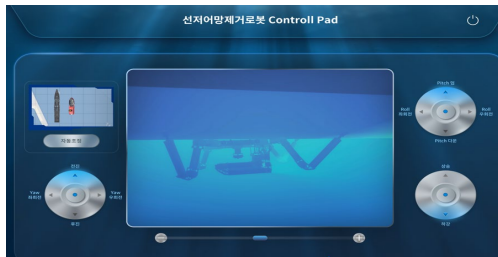 선저어망제거로봇 Controll Pad
Pitch 업
Roll 좌회전
Roll 우회전
자동조정
Pitch 다운
전진
Yaw 좌회전
Yaw 우회전
후진
상승
하강